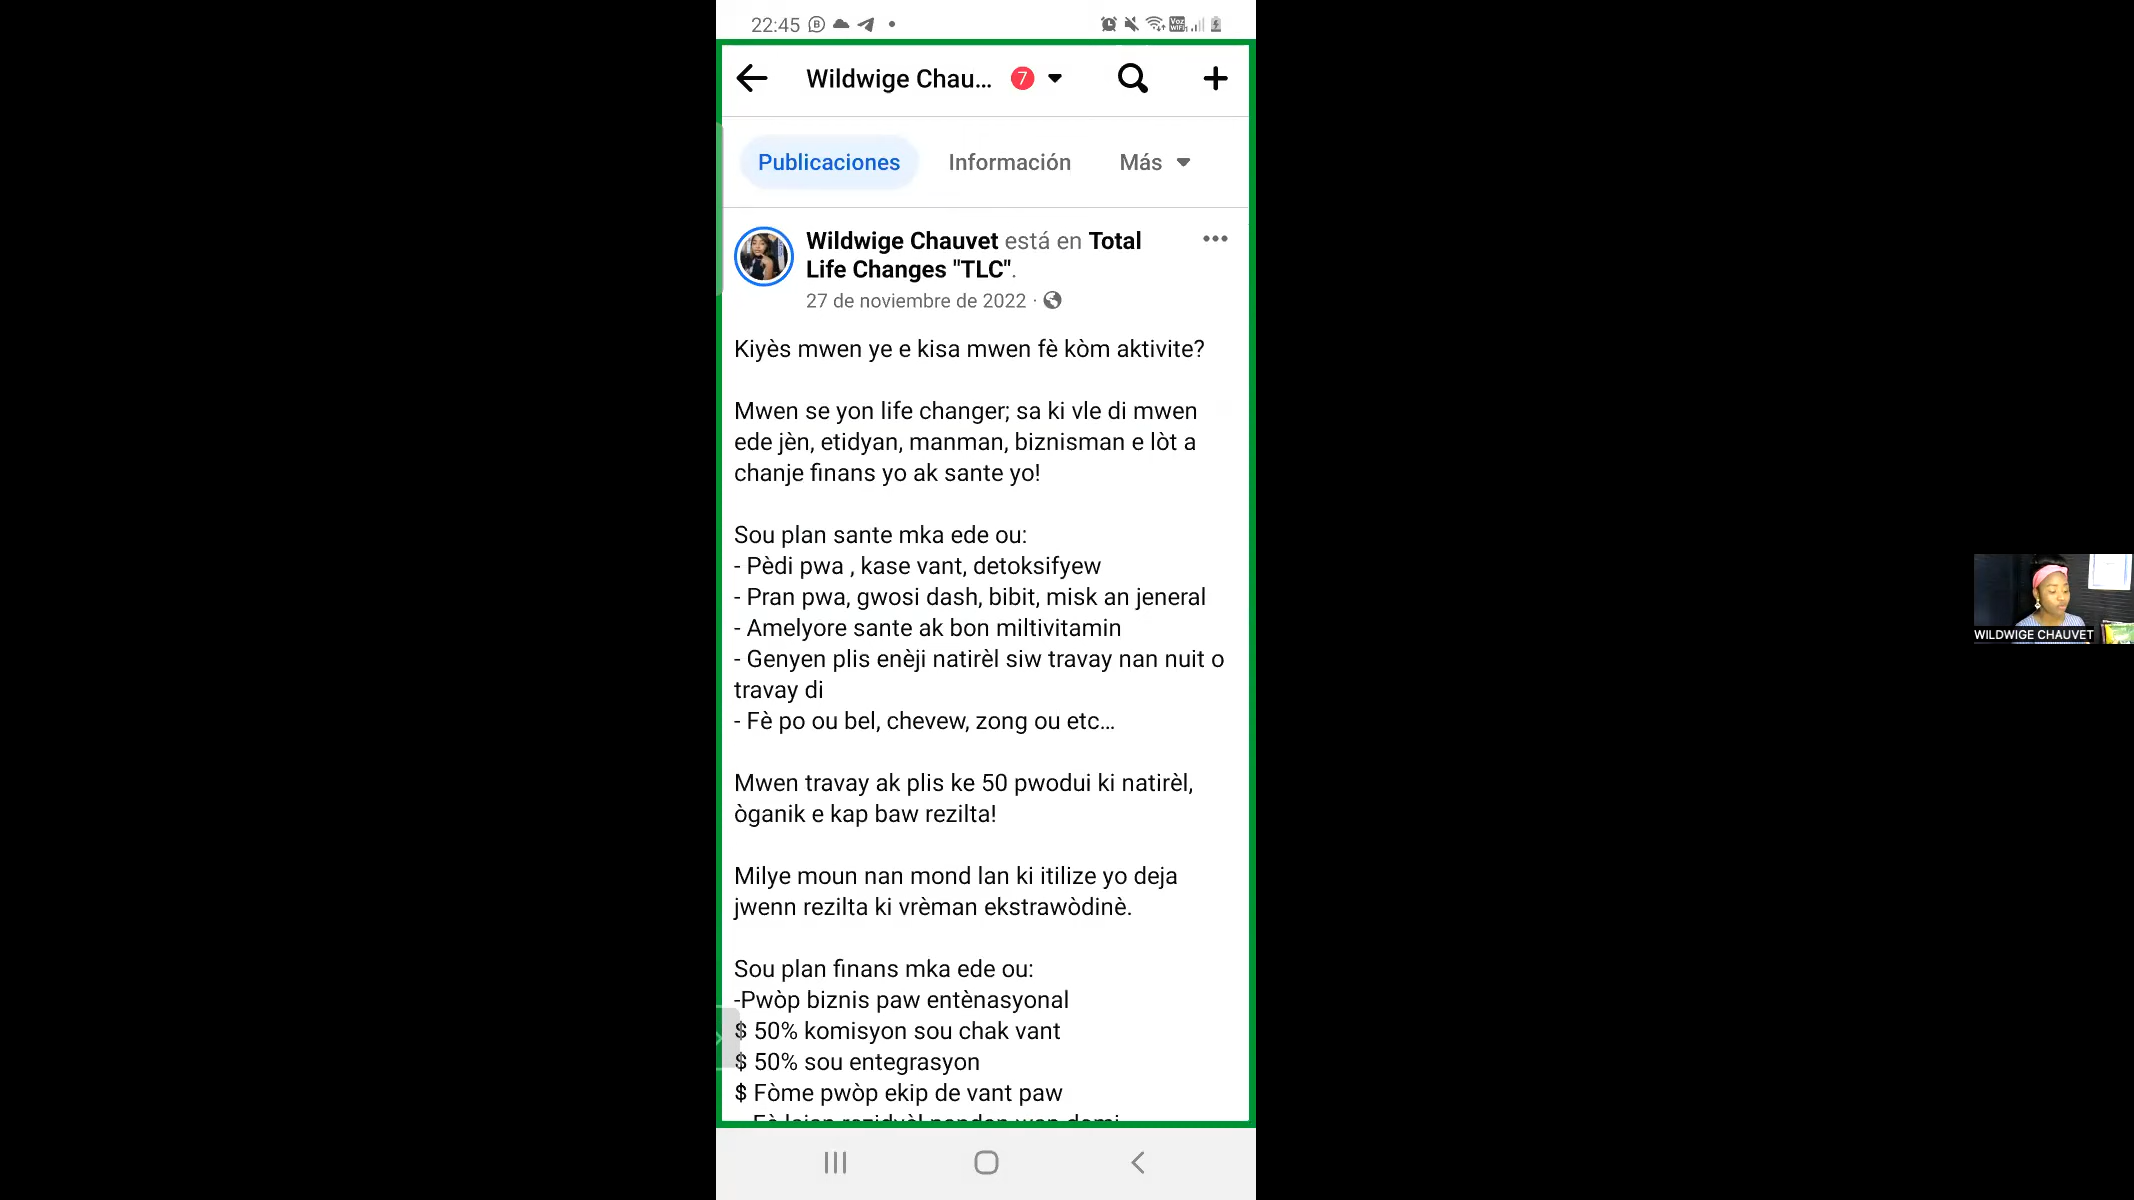 22:45
Wildwige Chau... 7
Publicaciones Información Más
Wildwige Chauvet está en Total
Life Changes "TLC".
27 de noviembre de 2022 ·
Kiyès mwen ye e kisa mwen fè kòm aktivite?
Mwen se yon life changer; sa ki vle di mwen
ede jèn, etidyan, manman, biznisman e lòt a
chanje finans yo ak sante yo!
Sou plan sante mka ede ou:
- Pèdi pwa , kase vant, detoksifyew
- Pran pwa, gwosi dash, bibit, misk an jeneral
- Amelyore sante ak bon miltivitamin
- Genyen plis enèji natirèl siw travay nan nuit o
travay di
- Fè po ou bel, chevew, zong ou etc...
Mwen travay ak plis ke 50 pwodui ki natirèl,
òganik e kap baw rezilta!
Milye moun nan mond lan ki itilize yo deja
jwenn rezilta ki vrèman ekstrawòdinè.
Sou plan finans mka ede ou:
-Pwòp biznis paw entènasyonal
$ 50% komisyon sou chak vant
$ 50% sou entegrasyon
$ Fòme pwòp ekip de vant paw
WILDWIGE CHAUVET